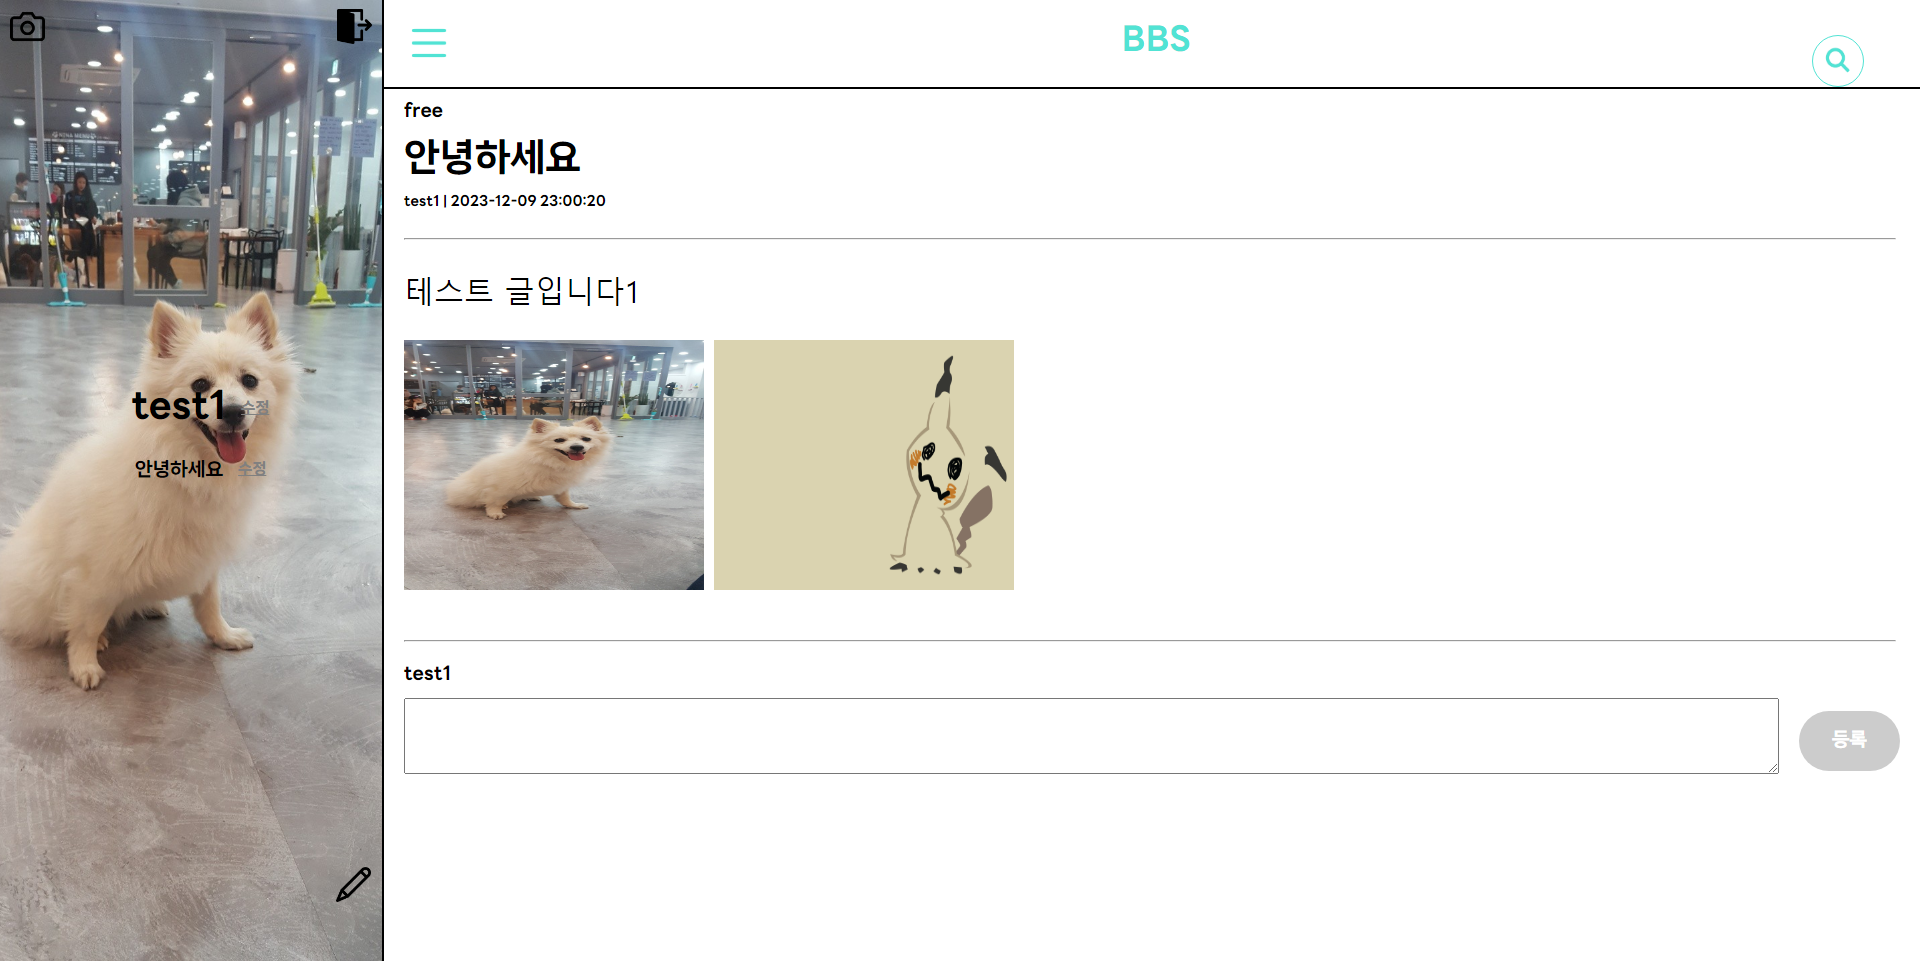 test1 수정
안녕하세요 수정
BBS
free
안녕하세요
test1 | 2023-12-09 23:00:20
테스트 글입니다1
test1
등록